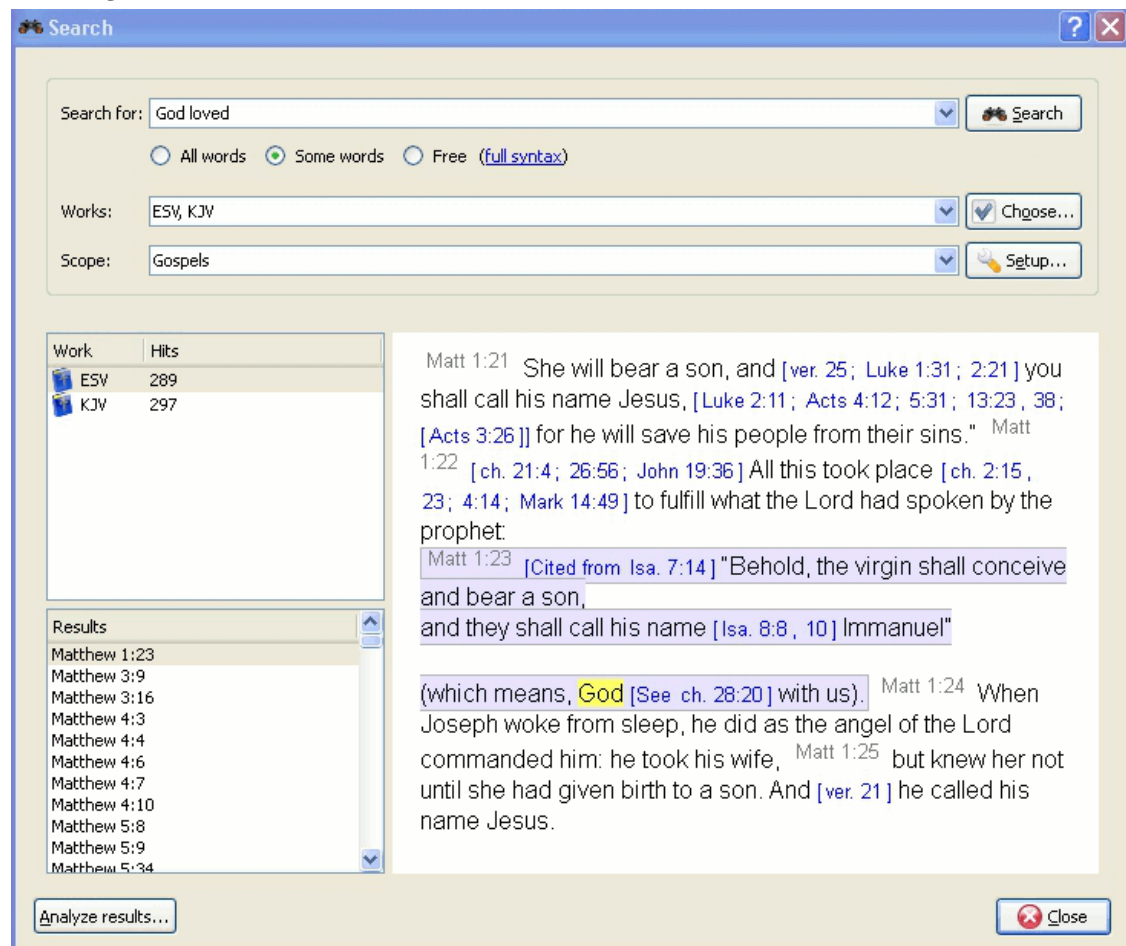 Search
Search for: God loved Search
All words Some words Free (full syntax)
Works: ESV, KJV Choose...
Scope: Gospels Setup...
Work Hits
ESV 289
KJV 297
Results
Matthew 1:23
Matthew 3:9
Matthew 3:16
Matthew 4:3
Matthew 4:4
Matthew 4:6
Matthew 4:7
Matthew 4:10
Matthew 5:8
Matthew 5:9
Matthew 5:34
Matt 1:21 She will bear a son, and [ver. 25; Luke 1:31; 2:21] you
shall call his name Jesus, [Luke 2:11; Acts 4:12; 5:31; 13:23, 38;
[Acts 3:26]] for he will save his people from their sins." Matt
1:22 [ch. 21:4; 26:56; John 19:36] All this took place [ch. 2:15,
23; 4:14; Mark 14:49] to fulfill what the Lord had spoken by the
prophet:
Matt 1:23 [Cited from Isa. 7:14] "Behold, the virgin shall conceive
and bear a son,
and they shall call his name [Isa. 8:8, 10] Immanuel"
(which means, God [See ch. 28:20] with us). Matt 1:24 When
Joseph woke from sleep, he did as the angel of the Lord
commanded him: he took his wife, Matt 1:25 but knew her not
until she had given birth to a son. And [ver. 21] he called his
name Jesus.
Analyze results... Close